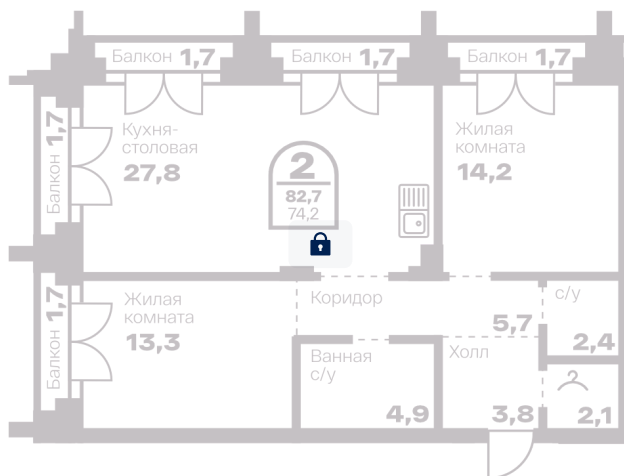 Балкон 1,7
Балкон 1,7
Балкон 1,7
Балкон 1,7
Кухня-
столовая
27,8
2
82,7
74,2
Жилая
комната
14,2
Балкон 1,7
Жилая
комната
13,3
Коридор
5,7
с/у
2,4
Ванная
с/у
4,9
Холл
3,8
2,1